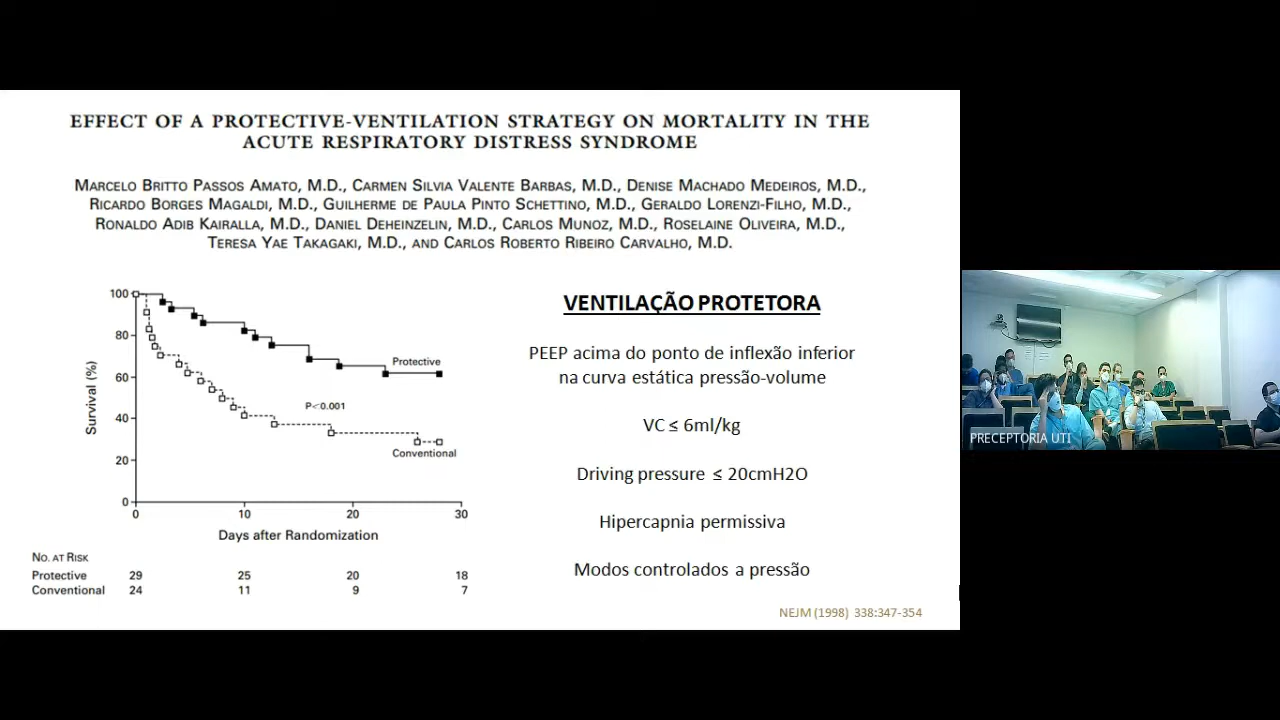 EFFECT OF A PROTECTIVE-VENTILATION STRATEGY ON MORTALITY IN THE
ACUTE RESPIRATORY DISTRESS SYNDROME
MARCELO BRITTO PASSOS AMATO, M.D., CARMEN SILVIA VALENTE BARBAS, M.D., DENISE MACHADO MEDEIROS, M.D.,
RICARDO BORGES MAGALDI, M.D., GUILHERME DE PAULA PINTO SCHETTINO, M.D., GERALDO LORENZI-FILHO, M.D.,
RONALDO ADIB KAIRALLA, M.D., DANIEL DEHEINZELIN, M.D., CARLOS MUNOZ, M.D., ROSELAINE OLIVEIRA, M.D.,
TERESA YAE TAKAGAKI, M.D., AND CARLOS ROBERTO RIBEIRO CARVALHO, M.D.
100
80
60
40
20
0
Survival (%)
Protective
P<0.001
Conventional
0 10 20 30
Days after Randomization
NO. AT RISK
Protective 29 25 20 18
Conventional 24 11 9 7
VENTILAÇÃO PROTETORA
PEEP acima do ponto de inflexão inferior
na curva estática pressão-volume
VC ≤ 6ml/kg
Driving pressure ≤ 20cmH2O
Hipercapnia permissiva
Modos controlados a pressão
NEJM (1998) 338:347-354
PRECEPTORIA UTI